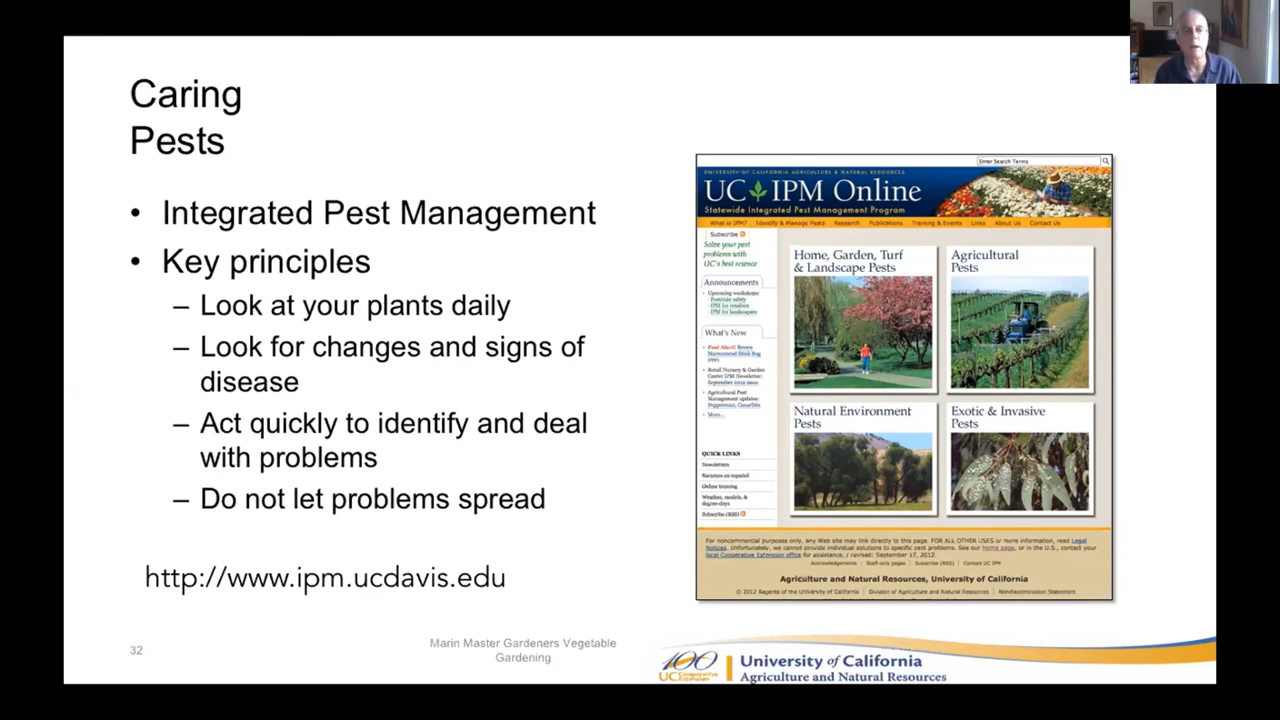 Caring
Pests
• Integrated Pest Management
• Key principles
– Look at your plants daily
– Look for changes and signs of
disease
– Act quickly to identify and deal
with problems
– Do not let problems spread
http://www.ipm.ucdavis.edu
32
Marin Master Gardeners Vegetable
Gardening
Enter Search Terms
UNIVERSITY OF CALIFORNIA AGRICULTURE & NATURAL RESOURCES
UC IPM Online
Statewide Integrated Pest Management Program
What is IPM? Identify & Manage Pests Research Publications Training & Events Links About Us Contact Us
Subscribe
Solve your pest
problems with
UC's best science
Announcements
Upcoming workshops:
Pesticide safety
IPM for retailers
IPM for landscapers
What's New
Pest Alert! Brown
Marmorated Stink Bug
(PDF)
Retail Nursery & Garden
Center IPM Newsletter:
September 2012 issue
Agricultural Pest
Management updates:
Peppermint, Caneberries
More...
QUICK LINKS
Newsletters
Recursos en español
Online training
Weather, models, &
degree-days
Subscribe (RSS)
Home, Garden, Turf
& Landscape Pests
Agricultural
Pests
Natural Environment
Pests
Exotic & Invasive
Pests
For noncommercial purposes only, any Web site may link directly to this page. FOR ALL OTHER USES or more information, read Legal
Notices. Unfortunately, we cannot provide individual solutions to specific pest problems. See our home page, or in the U.S., contact your
local Cooperative Extension office for assistance. / revised: September 17, 2012.
Acknowledgements Staff-only pages Subscribe (RSS) Contact UC IPM
Agriculture and Natural Resources, University of California
© 2012 Regents of the University of California Division of Agriculture and Natural Resources Nondiscrimination Statement
100
UC Cooperative
Extension
University of California
Agriculture and Natural Resources